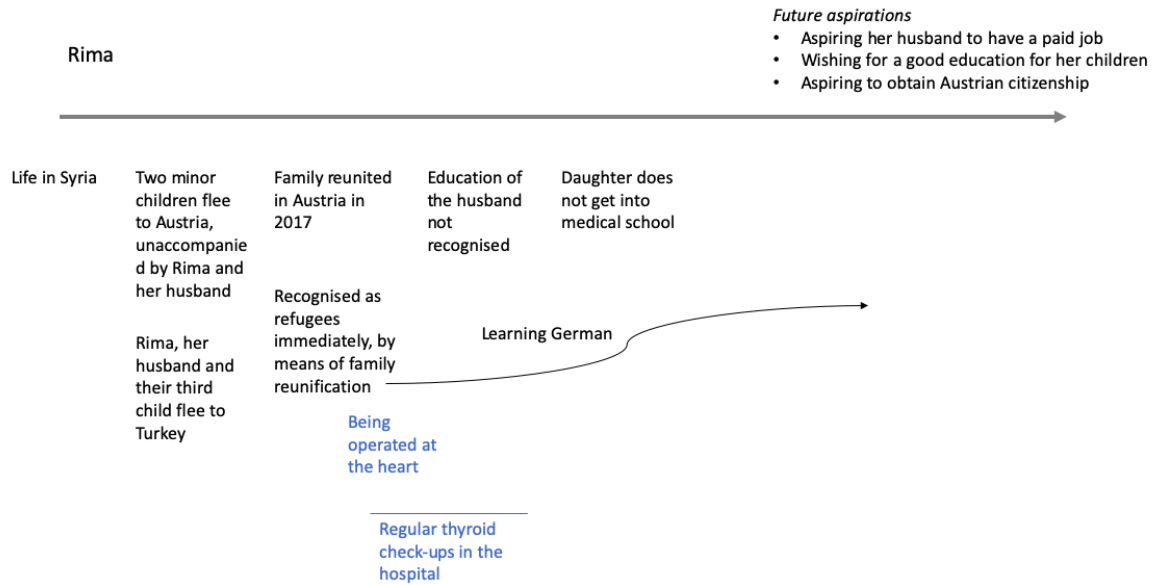 Rima
Future aspirations
• Aspiring her husband to have a paid job
• Wishing for a good education for her children
• Aspiring to obtain Austrian citizenship
Life in Syria
Two minor
children flee
to Austria,
unaccompanie
d by Rima and
her husband
Rima, her
husband and
their third
child flee to
Turkey
Family reunited
in Austria in
2017
Recognised as
refugees
immediately, by
means of family
reunification
Education of
the husband
not
recognised
Daughter does
not get into
medical school
Learning German
Being
operated at
the heart
Regular thyroid
check-ups in the
hospital